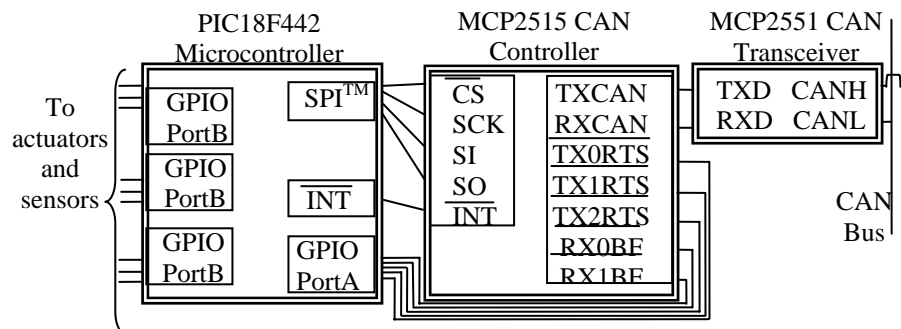 PIC18F442
Microcontroller
MCP2515 CAN
Controller
MCP2551 CAN
Transceiver
To
actuators
and
sensors
GPIO
PortB
GPIO
PortB
GPIO
PortB
SPI™
INT
GPIO
PortA
CS
SCK
SI
SO
INT
TXCAN
RXCAN
TX0RTS
TX1RTS
TX2RTS
RX0BF
RX1BF
TXD CANH
RXD CANL
CAN
Bus